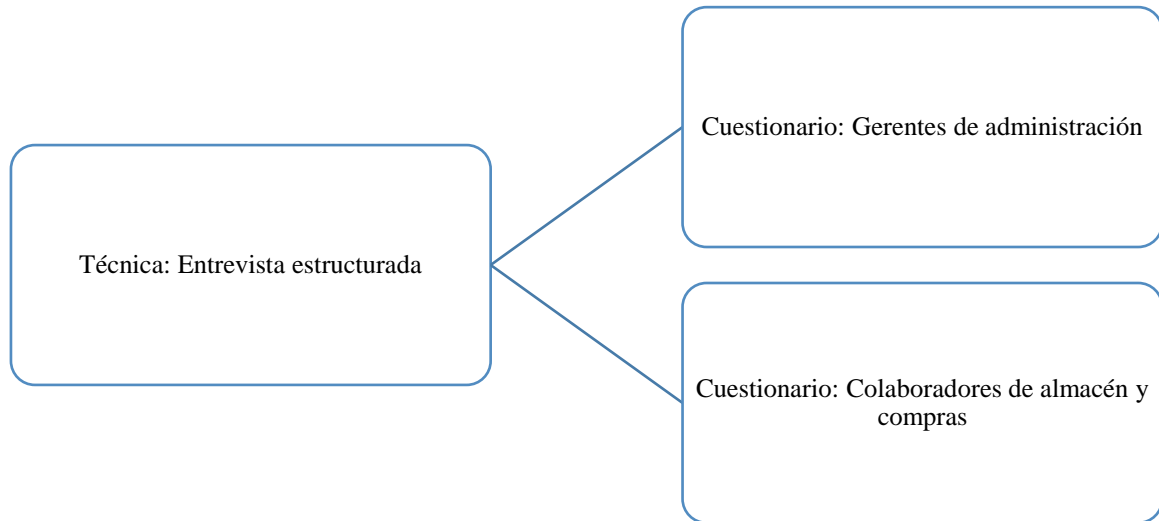 Técnica: Entrevista estructurada
Cuestionario: Gerentes de administración
Cuestionario: Colaboradores de almacén y
compras